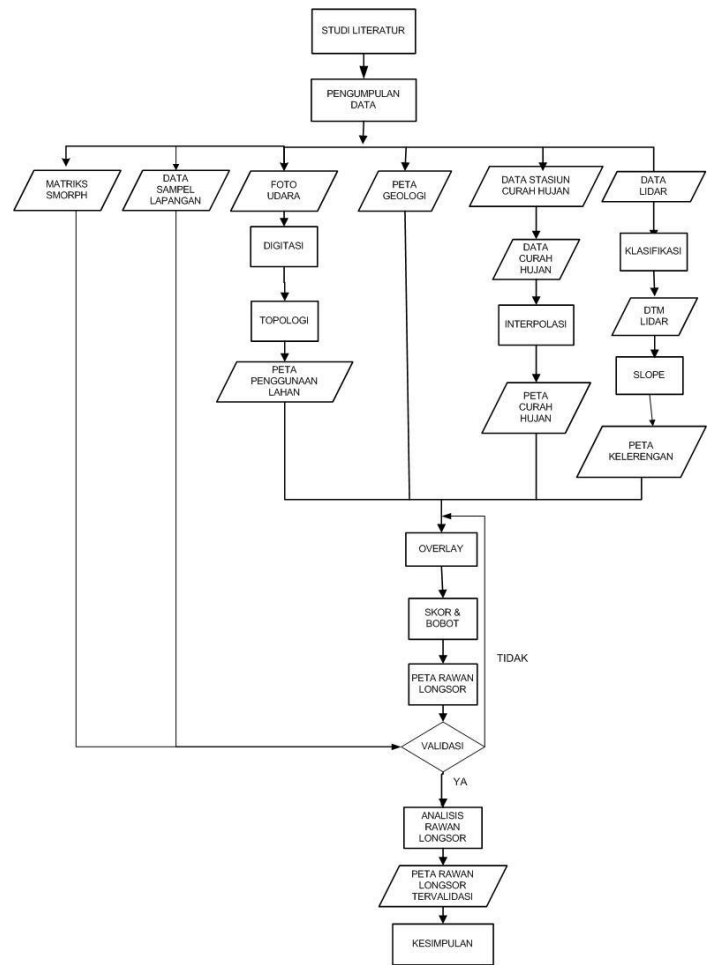 STUDI LITERATUR
PENGUMPULAN
DATA
MATRIKS
SMORPH
DATA
SAMPEL
LAPANGAN
FOTO
UDARA
PETA
GEOLOGI
DATA STASIUN
CURAH HUJAN
DATA
LIDAR
DIGITASI
DATA
CURAH
HUJAN
KLASIFIKASI
TOPOLOGI
INTERPOLASI
DTM
LIDAR
PETA
PENGGUNAAN
LAHAN
PETA
CURAH
HUJAN
SLOPE
PETA
KELERENGAN
OVERLAY
SKOR &
BOBOT
TIDAK
PETA RAWAN
LONGSOR
VALIDASI
YA
ANALISIS
RAWAN
LONGSOR
PETA RAWAN
LONGSOR
TERVALIDASI
KESIMPULAN